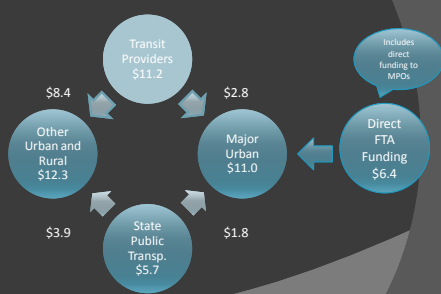 Transit
Providers
$11.2
Includes
direct
funding to
MPOs
$8.4
$2.8
Other
Urban and
Rural
$12.3
Major
Urban
$11.0
Direct
FTA
Funding
$6.4
$3.9
$1.8
State
Public
Transp.
$5.7